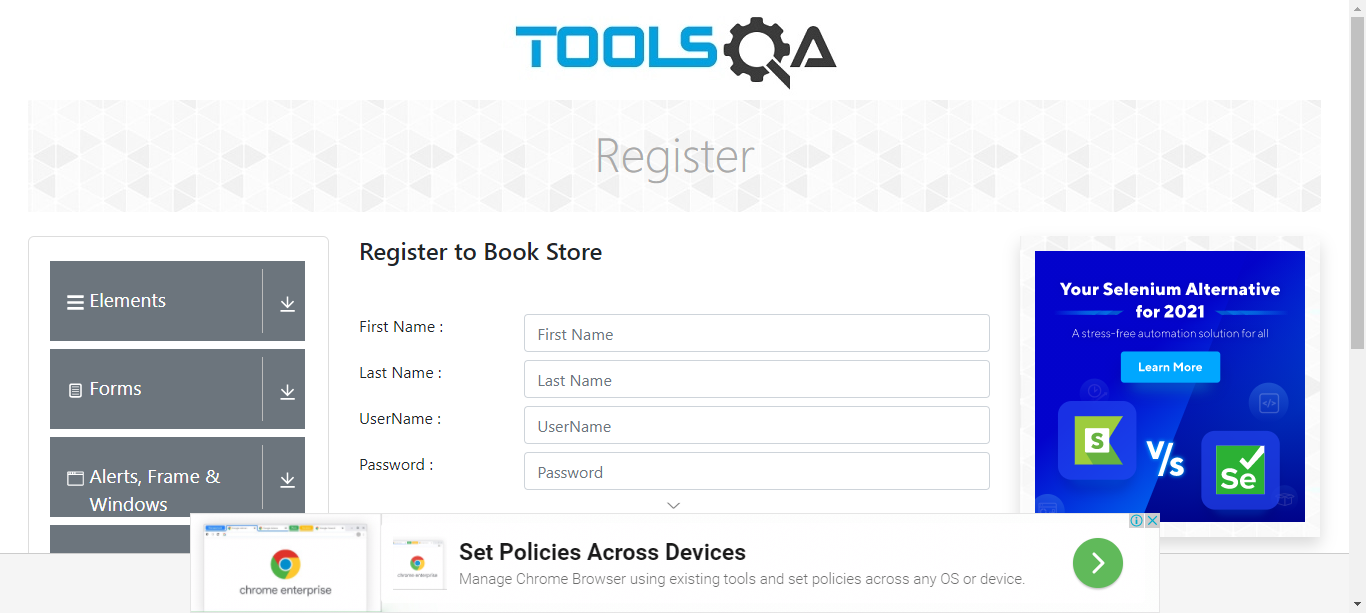 TOOLSQA
Register
Elements
Forms
Alerts, Frame &
Windows
Register to Book Store
First Name :
First Name
Last Name :
Last Name
UserName :
UserName
Password :
Password
Your Selenium Alternative
for 2021
A stress-free automation solution for all
Learn More
S
V/S
Se
</>
chrome enterprise
chrome enterprise
Set Policies Across Devices
Manage Chrome Browser using existing tools and set policies across any OS or device.